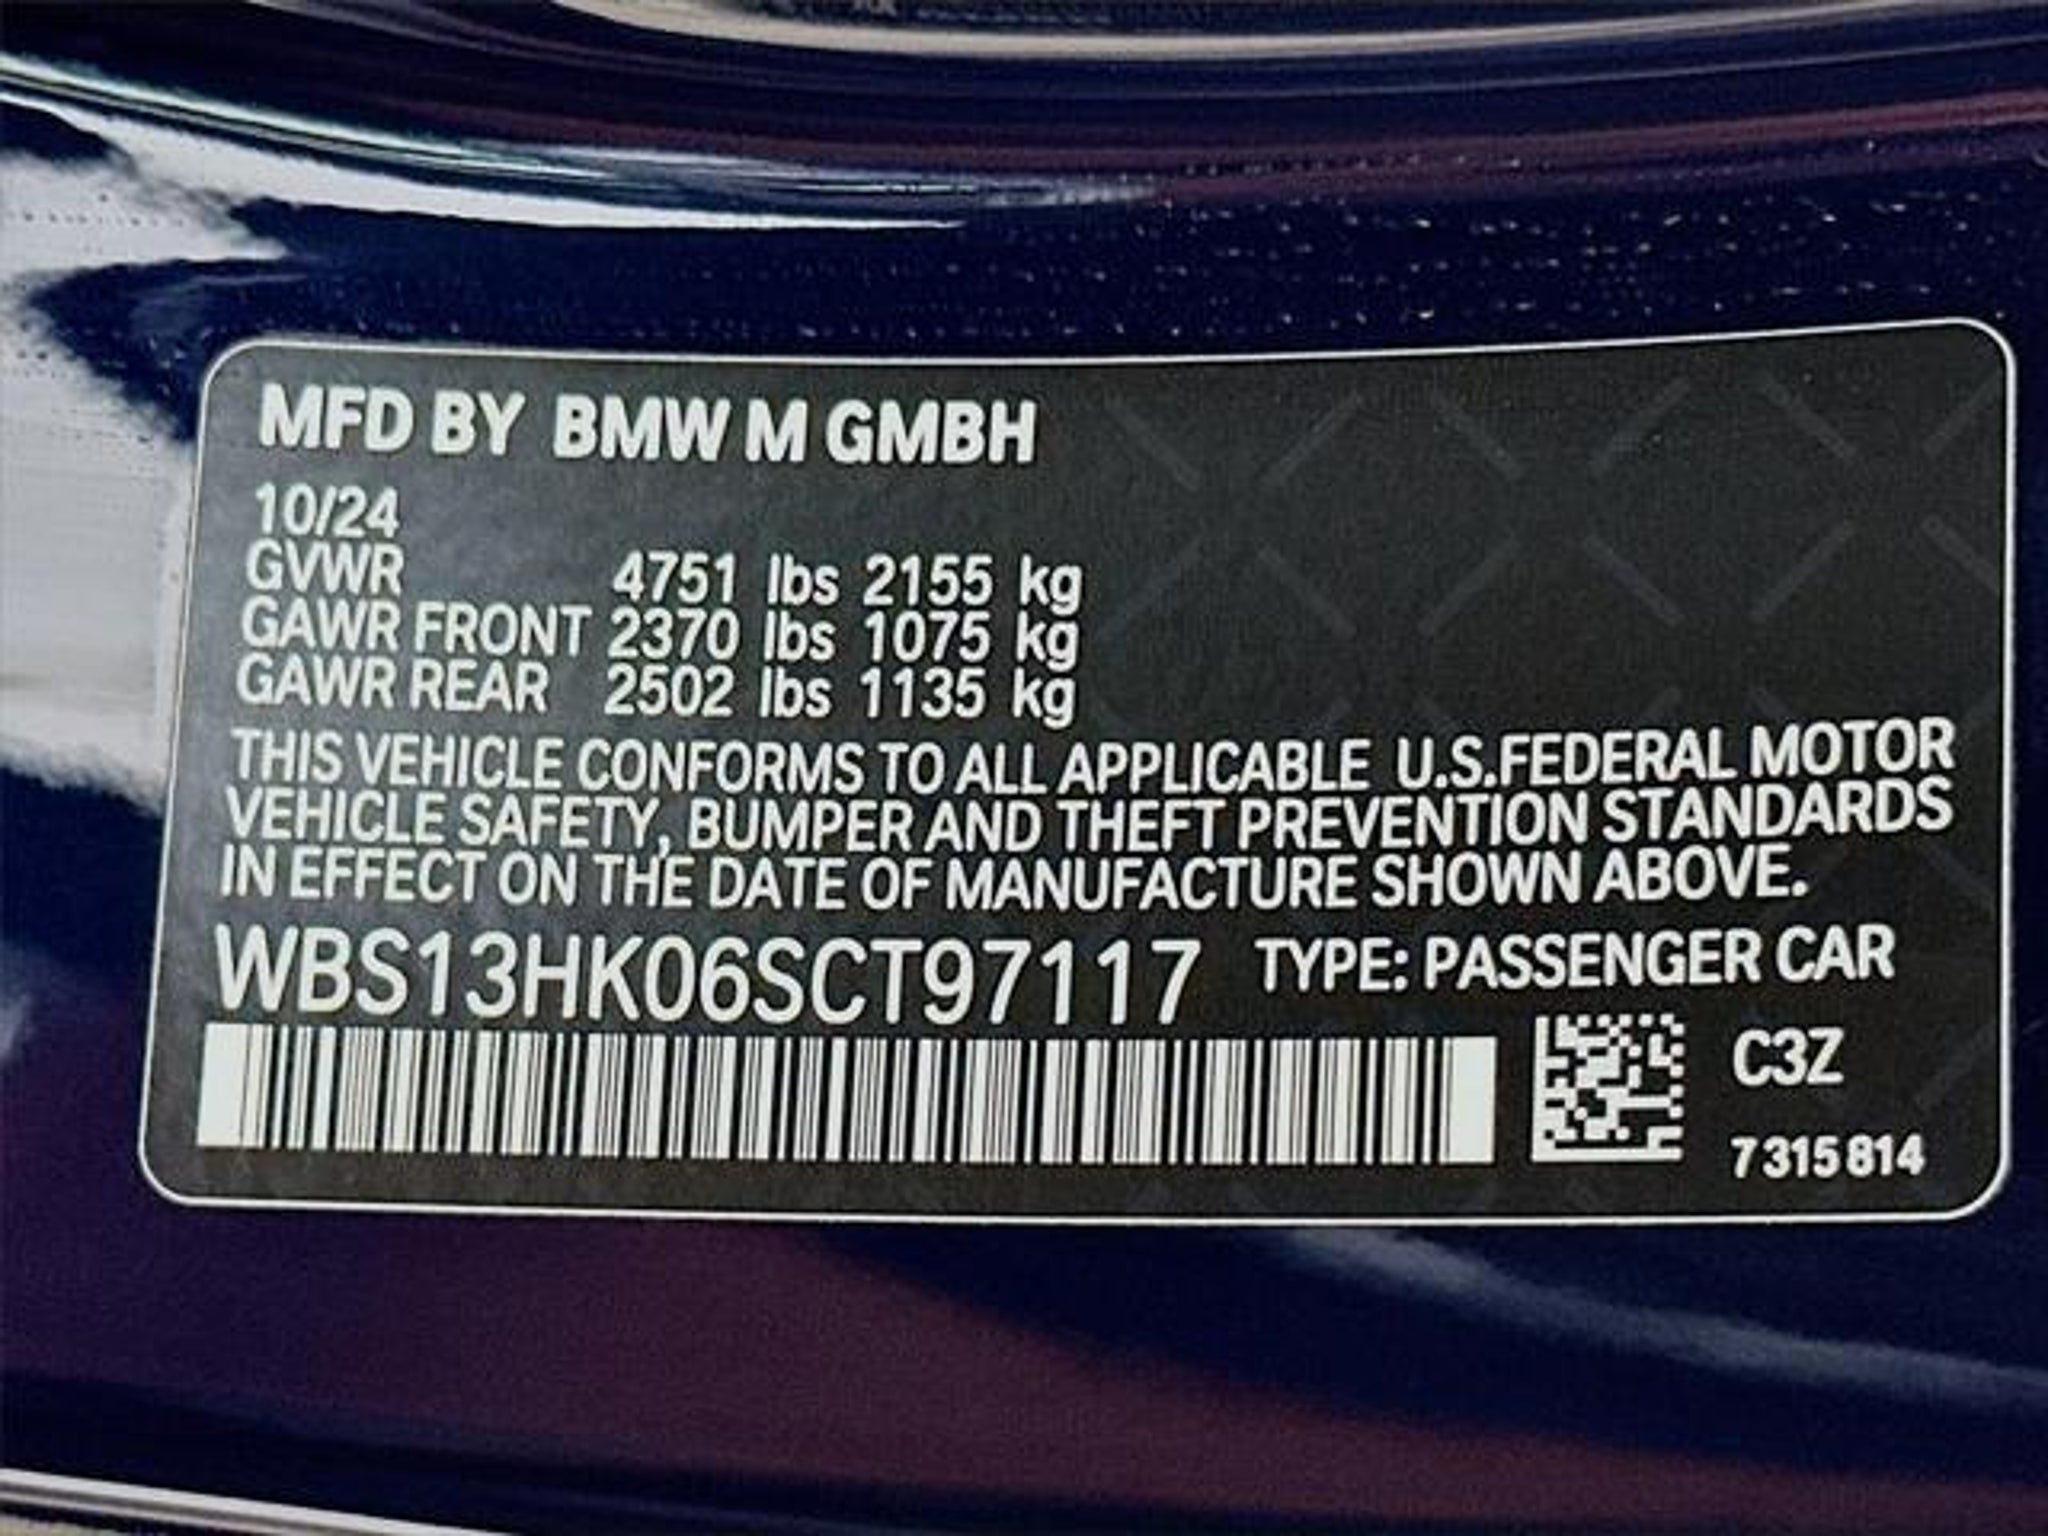 MFD BY BMW M GMBH
10/24
GVWR 4751 lbs 2155 kg
GAWR FRONT 2370 lbs 1075 kg
GAWR REAR 2502 lbs 1135 kg
THIS VEHICLE CONFORMS TO ALL APPLICABLE U.S.FEDERAL MOTOR
VEHICLE SAFETY, BUMPER AND THEFT PREVENTION STANDARDS
IN EFFECT ON THE DATE OF MANUFACTURE SHOWN ABOVE.
WBS13HK06SCT97117 TYPE: PASSENGER CAR
C3Z
7315814